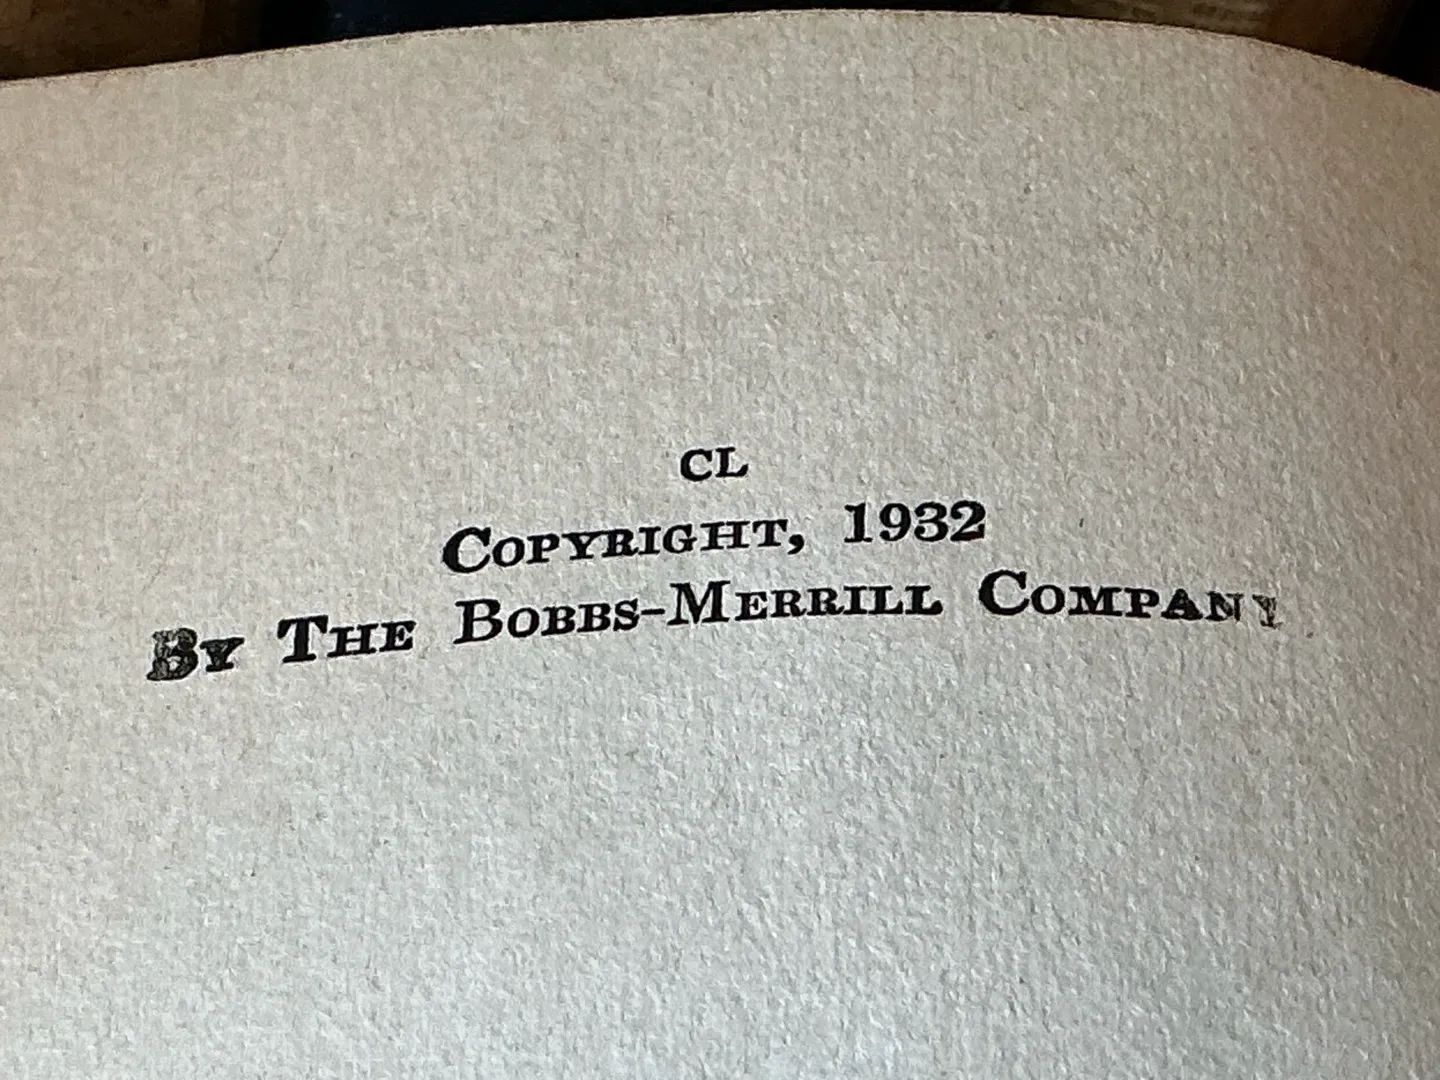 CL
COPYRIGHT, 1932
BY THE BOBBS-MERRILL COMPANY